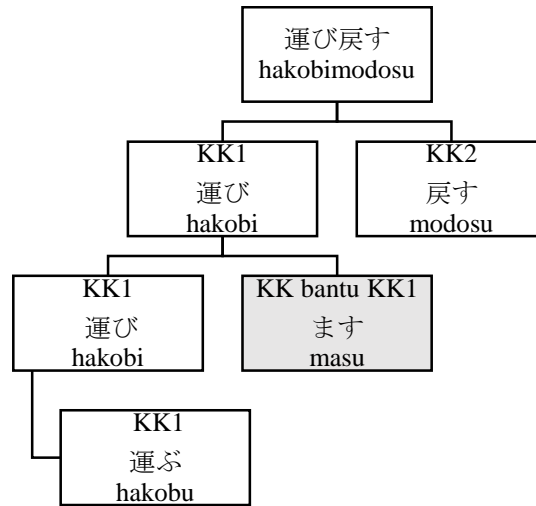 運び戻す
hakobimodosu
KK1
運び
hakobi
KK2
戻す
modosu
KK1
運び
hakobi
KK bantu KK1
ます
masu
KK1
運ぶ
hakobu